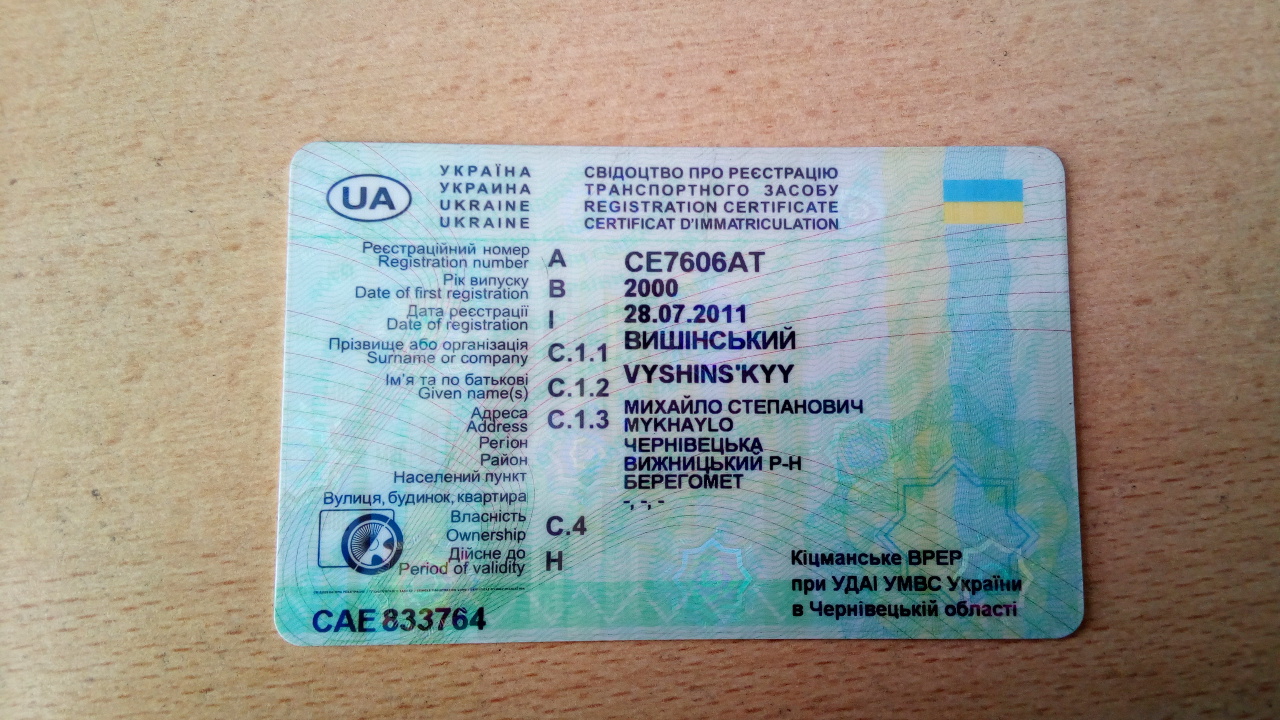 UA
УКРАЇНА
УКРАИНА
UKRAINE
UKRAINE
СВІДОЦТВО ПРО РЕЄСТРАЦІЮ
ТРАНСПОРТНОГО ЗАСОБУ
REGISTRATION CERTIFICATE
CERTIFICAT D'IMMATRICULATION
Реєстраційний номер
Registration number A CE7606AT
Рік випуску
Date of first registration B 2000
Дата реєстрації
Date of registration I 28.07.2011
Прізвище або організація
Surname or company C.1.1 ВИШІНСЬКИЙ
VYSHINS'KYY
Ім'я та по батькові
Given name(s) C.1.2 МИХАЙЛО СТЕПАНОВИЧ
MYKHAYLO
Адреса
Address C.1.3
Регіон ЧЕРНІВЕЦЬКА
Район ВИЖНИЦЬКИЙ Р-Н
Населений пункт БЕРЕГОМЕТ
Вулиця, будинок, квартира -, -, -
Власність
Ownership C.4
Дійсне до
Period of validity H
Кіцманське ВРЕР
при УДАІ УМВС України
в Чернівецькій області
CAE 833764